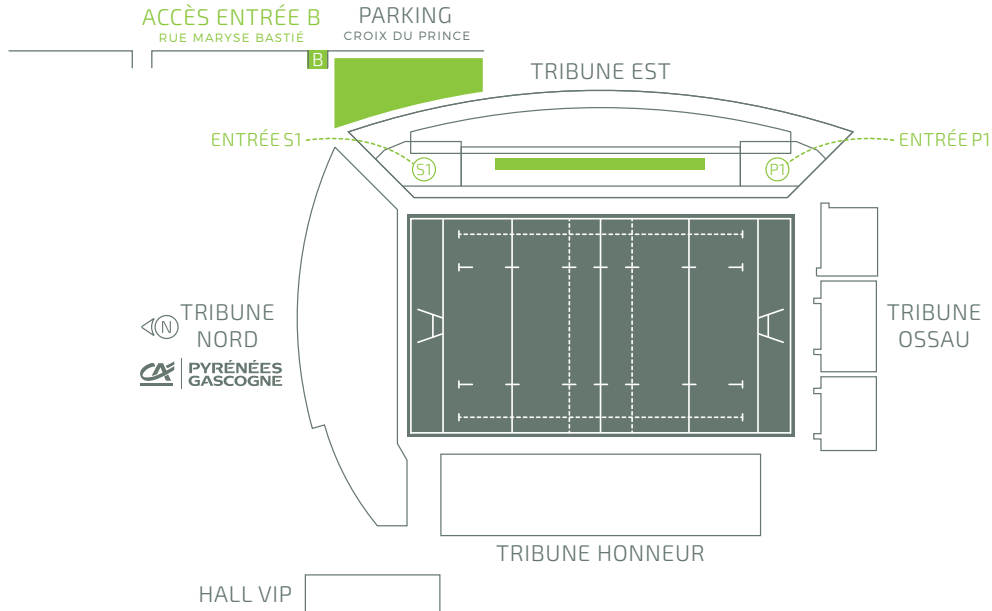 ACCÈS ENTRÉE B
RUE MARYSE BASTIÉ
PARKING
CROIX DU PRINCE
B
TRIBUNE EST
ENTRÉE S1
S1
P1
ENTRÉE P1
N
TRIBUNE
NORD
CA
PYRÉNÉES
GASCOGNE
TRIBUNE
OSSAU
TRIBUNE HONNEUR
HALL VIP